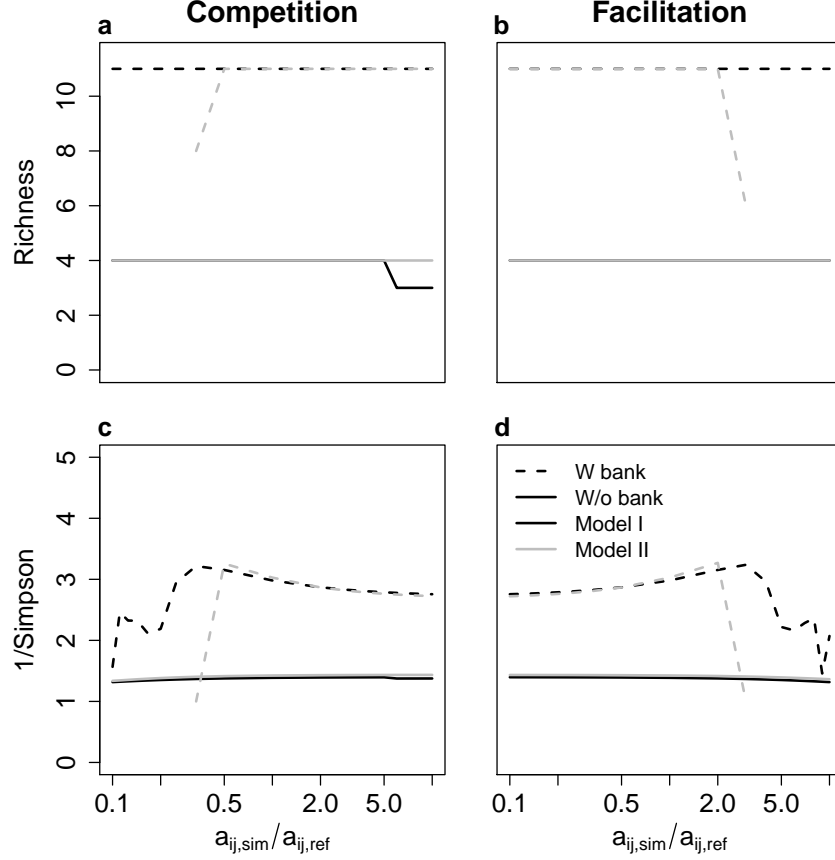 Competition
Facilitation
a
b
Richness
0
2
4
6
8
10
c
d
1/Simpson
0
1
2
3
4
5
W bank
W/o bank
Model I
Model II
0.1
0.5
2.0
5.0
0.1
0.5
2.0
5.0
a_ij,sim/a_ij,ref
a_ij,sim/a_ij,ref